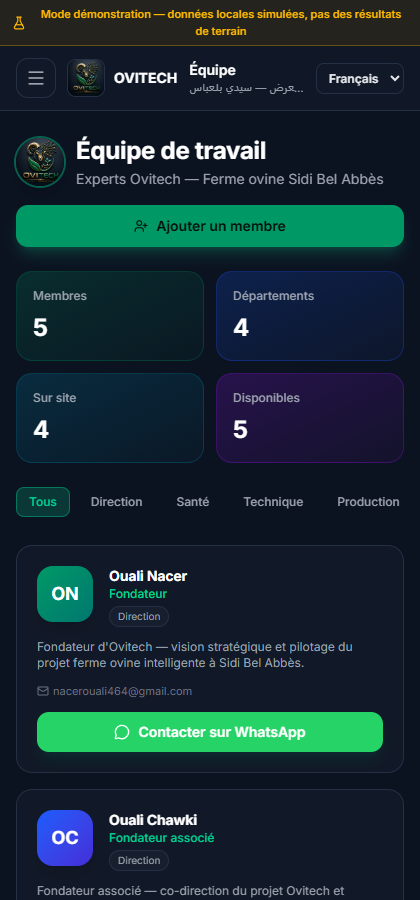 Mode démonstration — données locales simulées, pas des résultats
de terrain
OVITECH
Équipe
عرض — سيدي بلعباس...
Français
Équipe de travail
Experts Ovitech — Ferme ovine Sidi Bel Abbès
Ajouter un membre
Membres
5
Départements
4
Sur site
4
Disponibles
5
Tous
Direction
Santé
Technique
Production
ON
Ouali Nacer
Fondateur
Direction
Fondateur d'Ovitech — vision stratégique et pilotage du
projet ferme ovine intelligente à Sidi Bel Abbès.
nacerouali464@gmail.com
Contacter sur WhatsApp
OC
Ouali Chawki
Fondateur associé
Direction
Fondateur associé — co-direction du projet Ovitech et